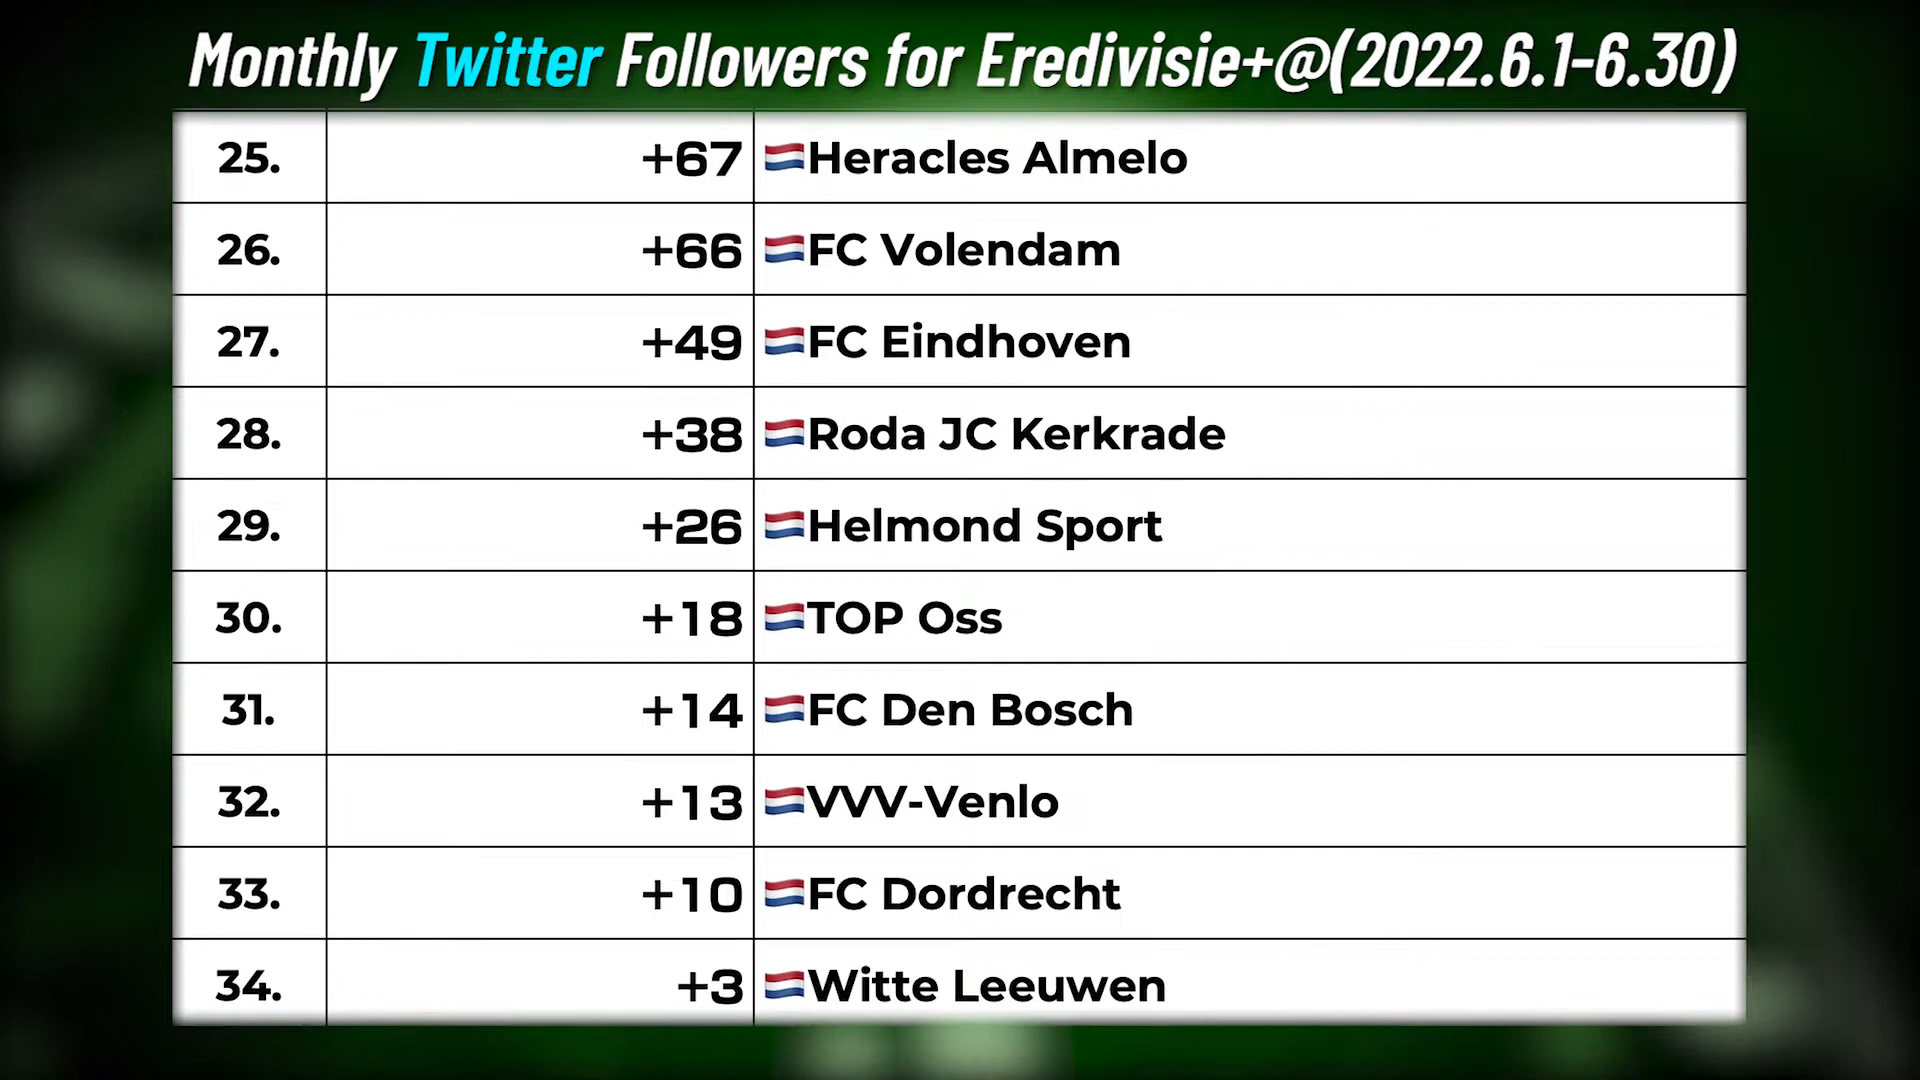 Monthly Twitter Followers for Eredivisie+@(2022.6.1-6.30)
25. +67 Heracles Almelo
26. +66 FC Volendam
27. +49 FC Eindhoven
28. +38 Roda JC Kerkrade
29. +26 Helmond Sport
30. +18 TOP Oss
31. +14 FC Den Bosch
32. +13 VVV-Venlo
33. +10 FC Dordrecht
34. +3 Witte Leeuwen